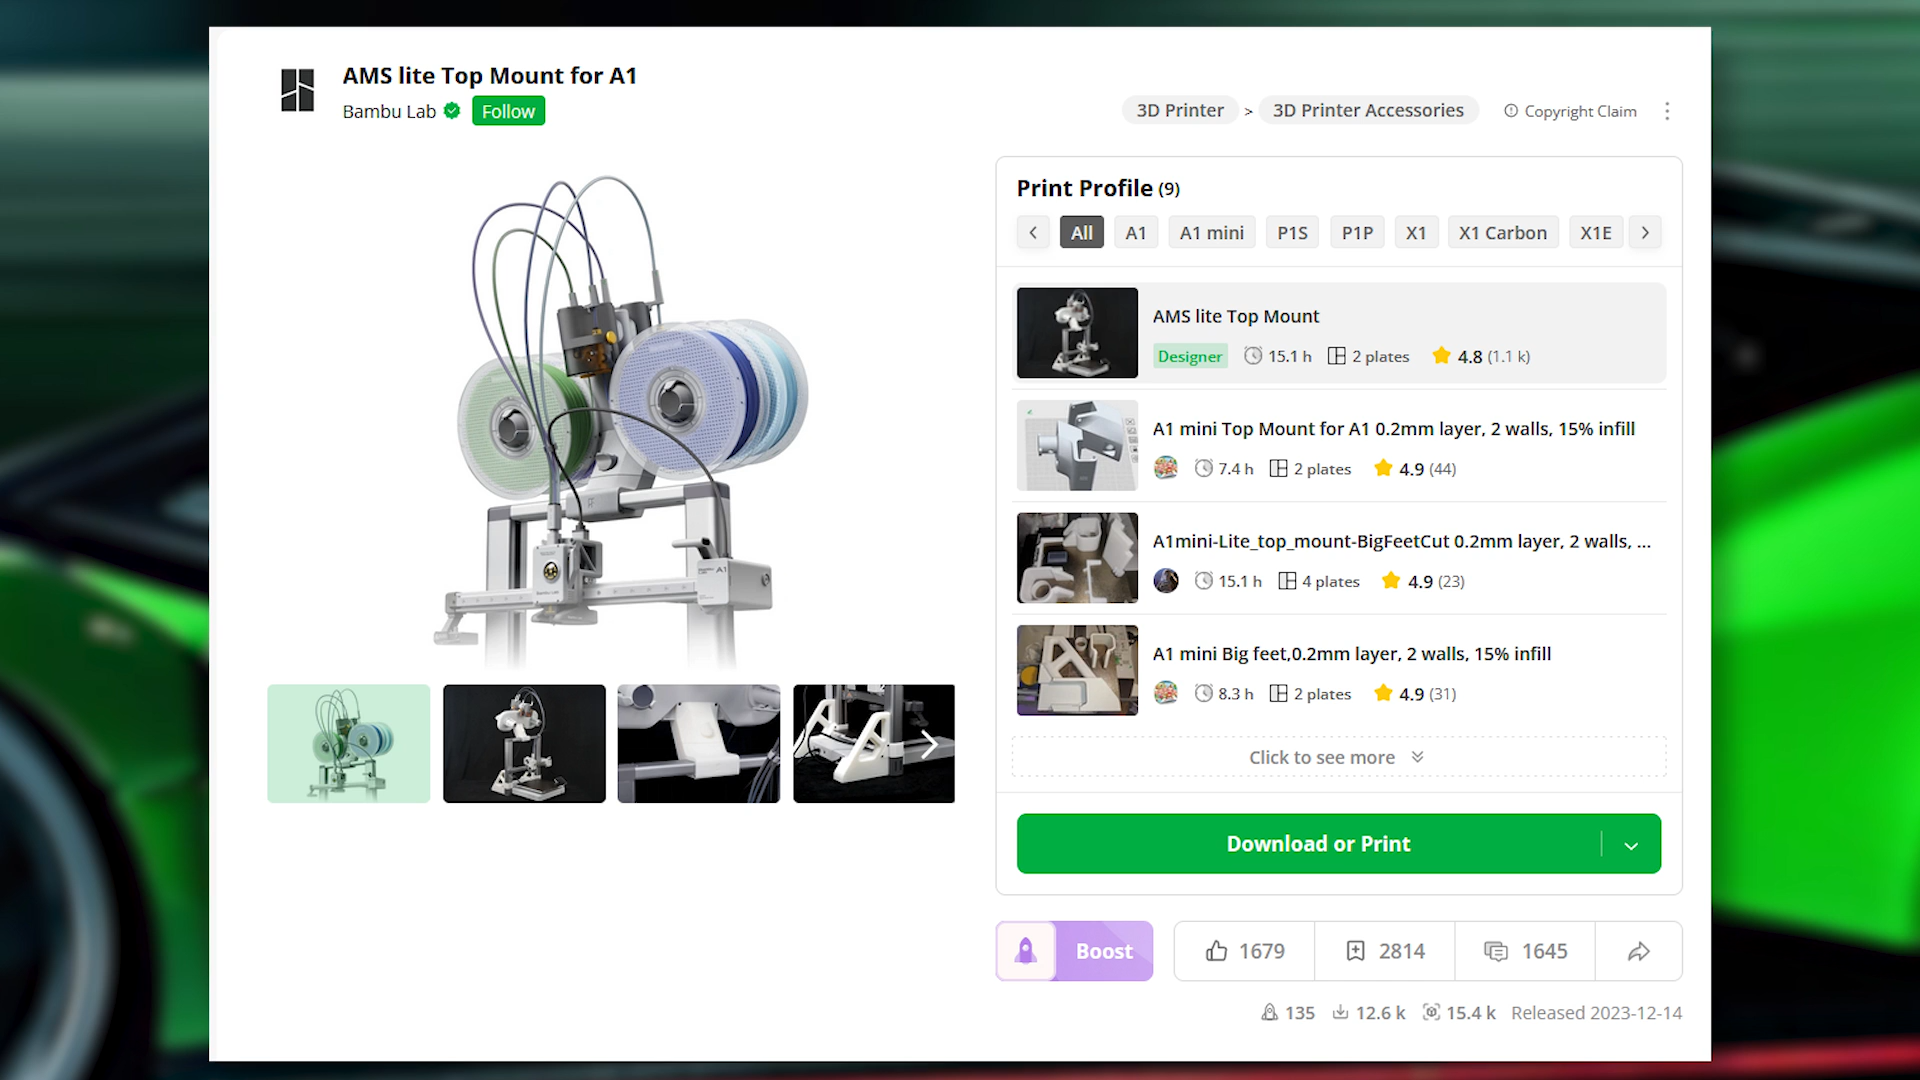 AMS lite Top Mount for A1
Bambu Lab
Follow
3D Printer > 3D Printer Accessories
Copyright Claim
Print Profile (9)
All
A1
A1 mini
P1S
P1P
X1
X1 Carbon
X1E
AMS lite Top Mount
Designer 15.1 h 2 plates 4.8 (1.1 k)
A1 mini Top Mount for A1 0.2mm layer, 2 walls, 15% infill
7.4 h 2 plates 4.9 (44)
A1mini-Lite_top_mount-BigFeetCut 0.2mm layer, 2 walls, ...
15.1 h 4 plates 4.9 (23)
A1 mini Big feet,0.2mm layer, 2 walls, 15% infill
8.3 h 2 plates 4.9 (31)
Click to see more
Download or Print
Boost
1679
2814
1645
135 12.6 k 15.4 k Released 2023-12-14
A1
Bambu Lab